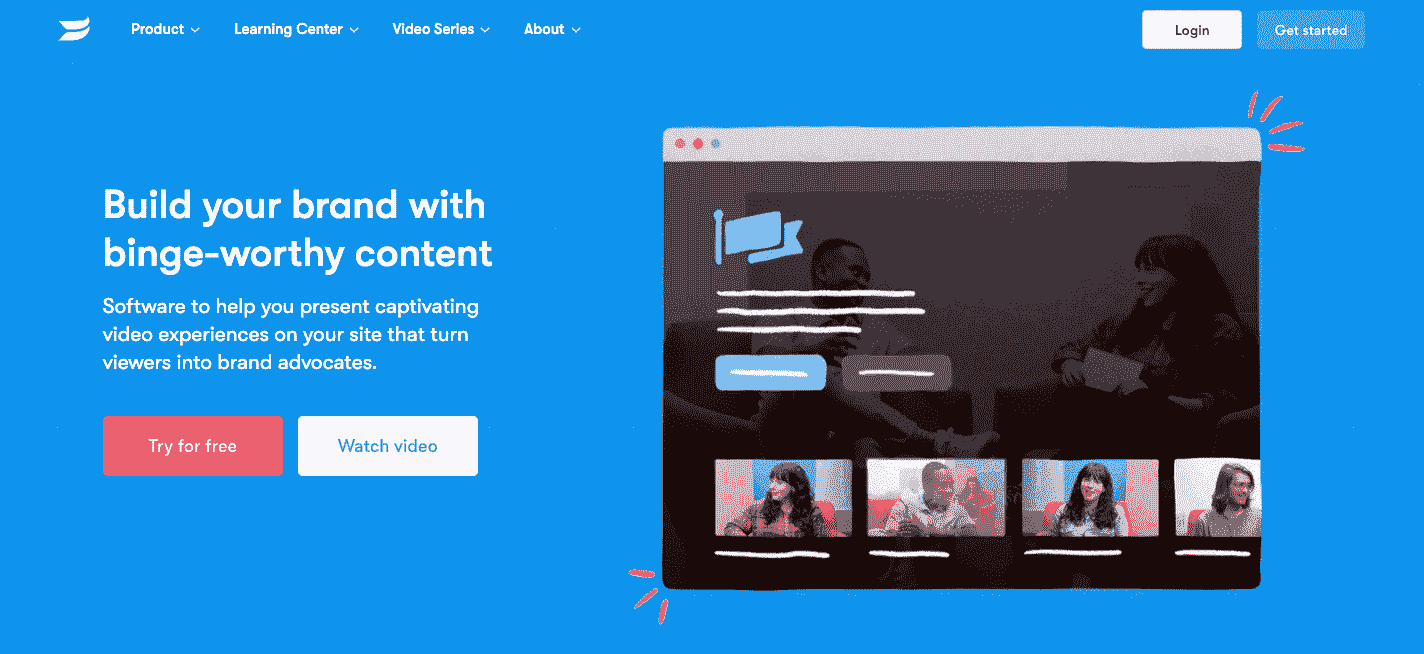 Product
Learning Center
Video Series
About
Login
Get started
Build your brand with
binge-worthy content
Software to help you present captivating
video experiences on your site that turn
viewers into brand advocates.
Try for free
Watch video